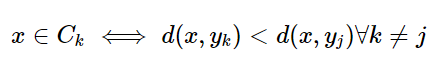 x ∈ C_k ⟺ d(x, y_k) < d(x, y_j)∀k ≠ j